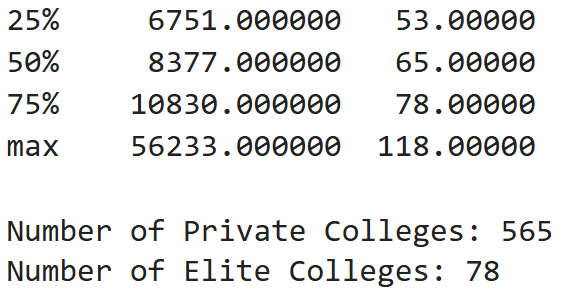 25%     6751.000000   53.00000
50%     8377.000000   65.00000
75%    10830.000000   78.00000
max    56233.000000  118.00000

Number of Private Colleges: 565
Number of Elite Colleges: 78